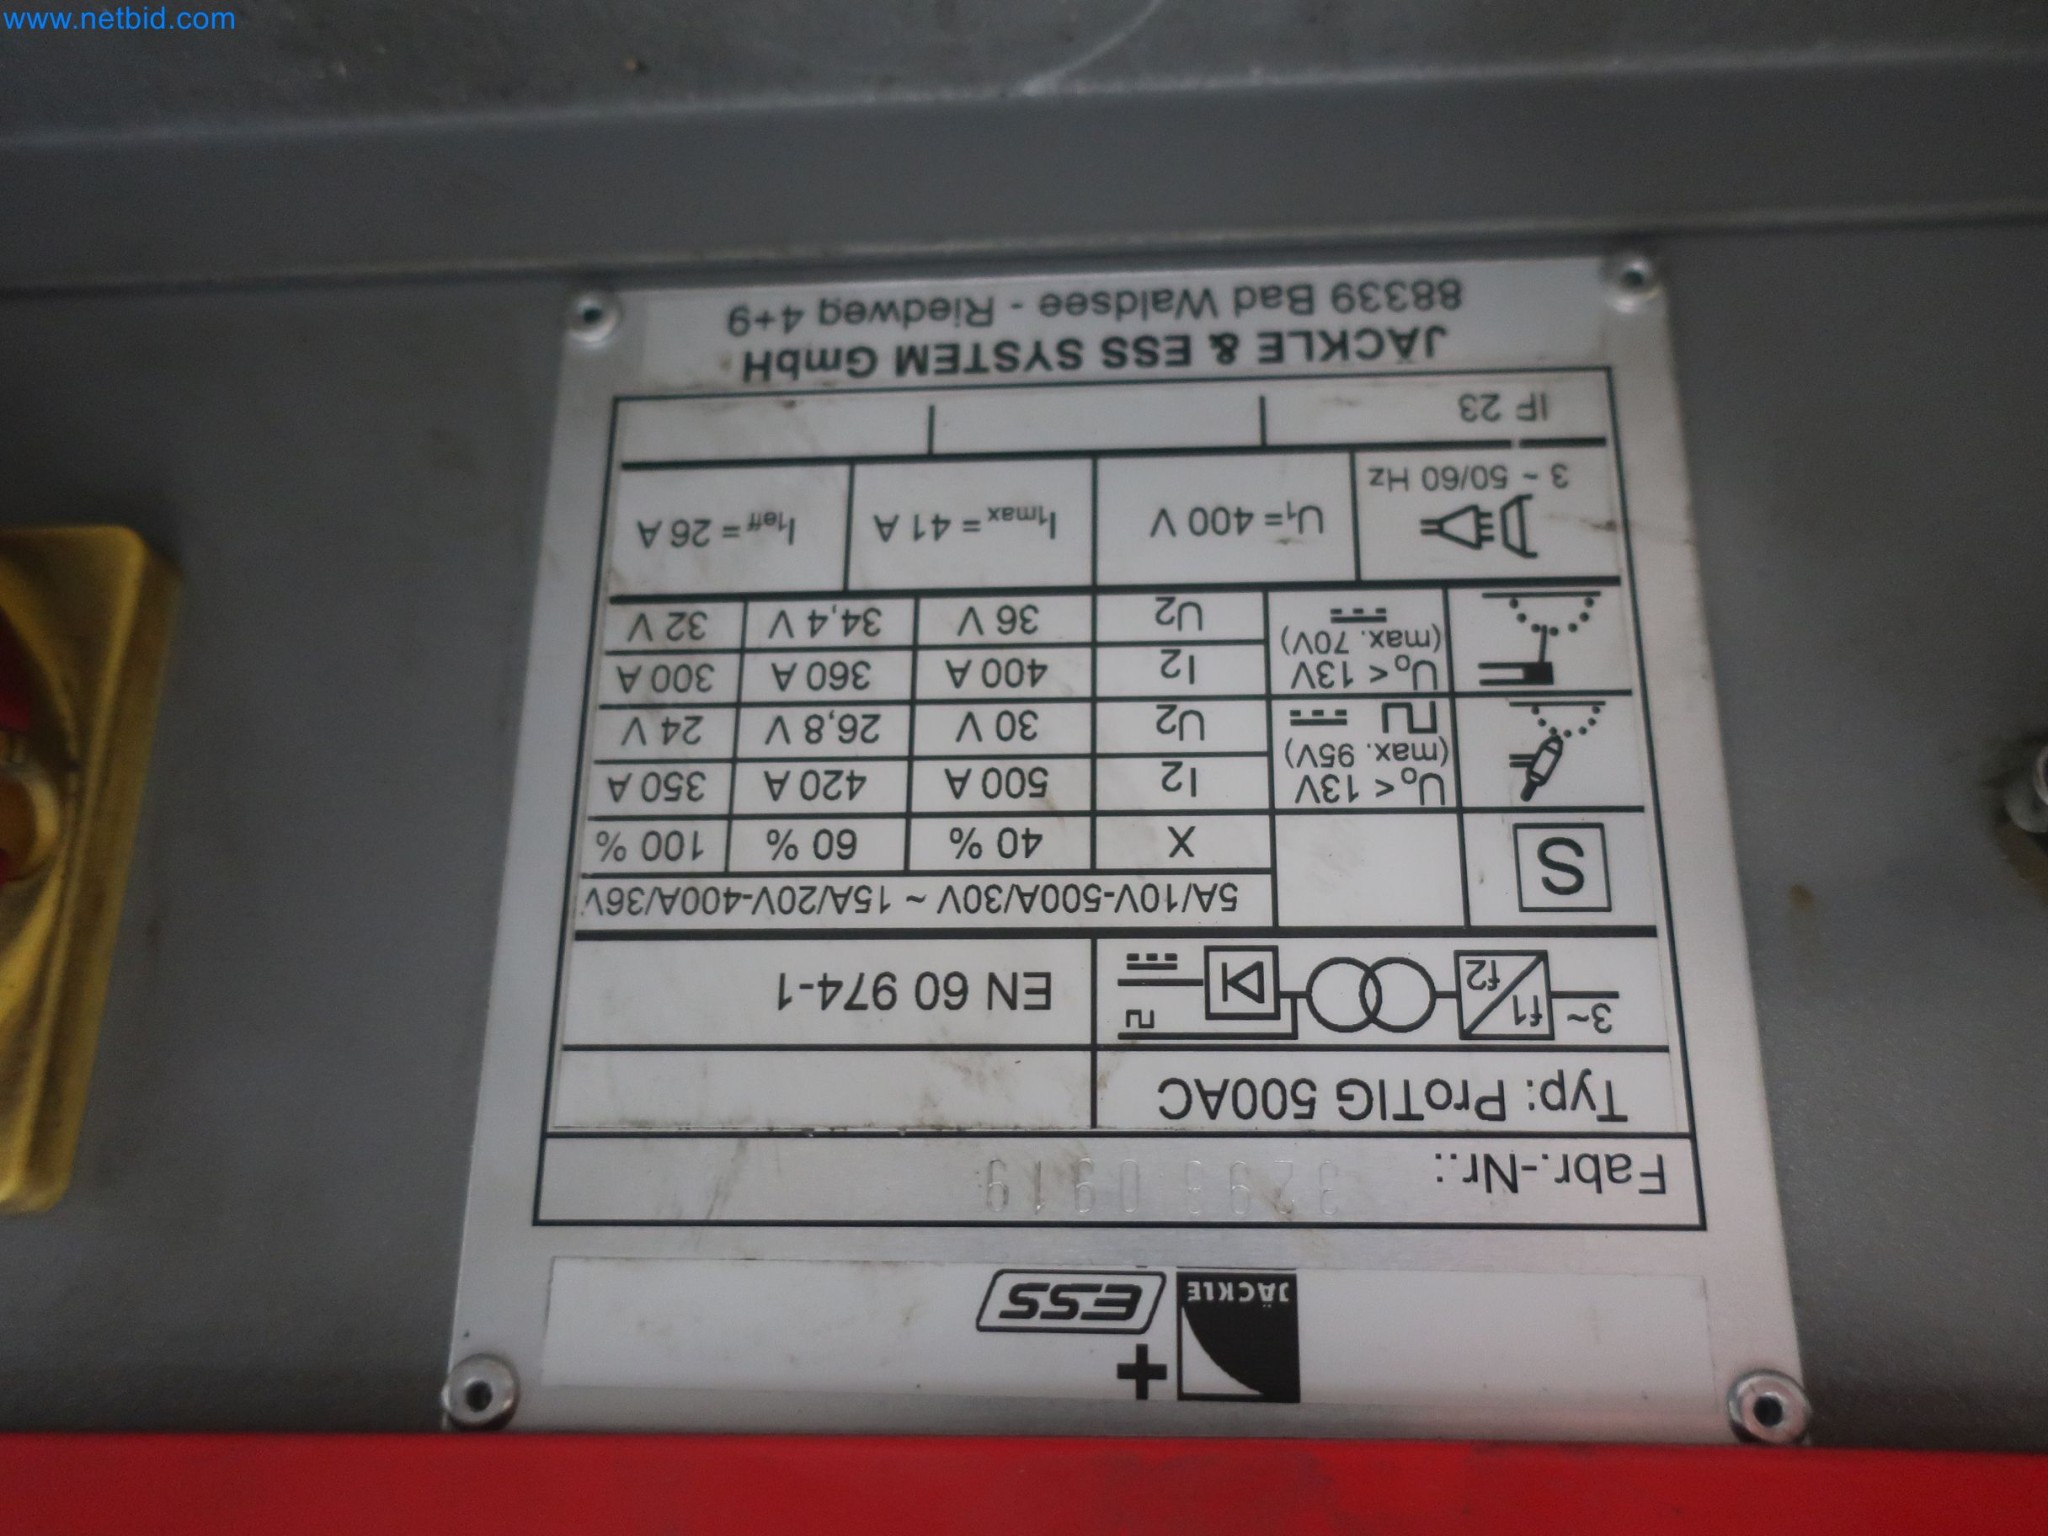 www.netbid.com
JÄCKLE
+
ESS
Fabr.-Nr.: 3293 0919
Typ: ProTIG 500AC
3~ f1 f2
EN 60 974-1
S
5A/10V-500A/30V ~ 15A/20V-400A/36V
X 40 % 60 % 100 %
U₀ < 13V (max. 95V)
I2 500 A 420 A 350 A
U2 30 V 26,8 V 24 V
U₀ < 13V (max. 70V)
I2 400 A 360 A 300 A
U2 36 V 34,4 V 32 V
3 ~ 50/60 Hz
U₁= 400 V
I₁max = 41 A
I₁eff = 26 A
IF 23
JÄCKLE & ESS SYSTEM GmbH
88339 Bad Waldsee - Riedweg 4+9